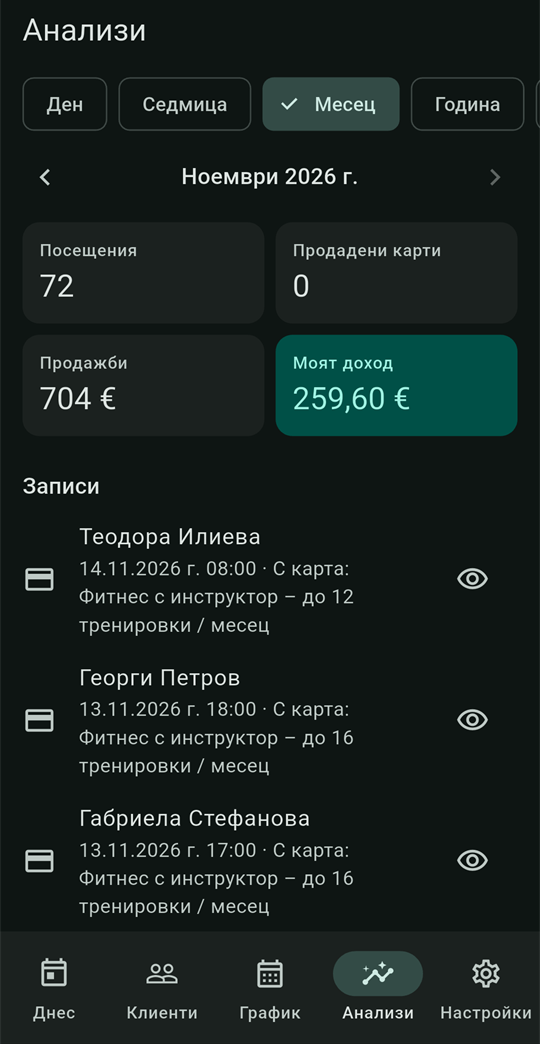 Анализи
Ден
Седмица
Месец
Година
Ноември 2026 г.
Посещения
72
Продадени карти
0
Продажби
704 €
Моят доход
259,60 €
Записи
Теодора Илиева
14.11.2026 г. 08:00 · С карта:
Фитнес с инструктор – до 12
тренировки / месец
Георги Петров
13.11.2026 г. 18:00 · С карта:
Фитнес с инструктор – до 16
тренировки / месец
Габриела Стефанова
13.11.2026 г. 17:00 · С карта:
Фитнес с инструктор – до 16
тренировки / месец
Днес
Клиенти
График
Анализи
Настройки